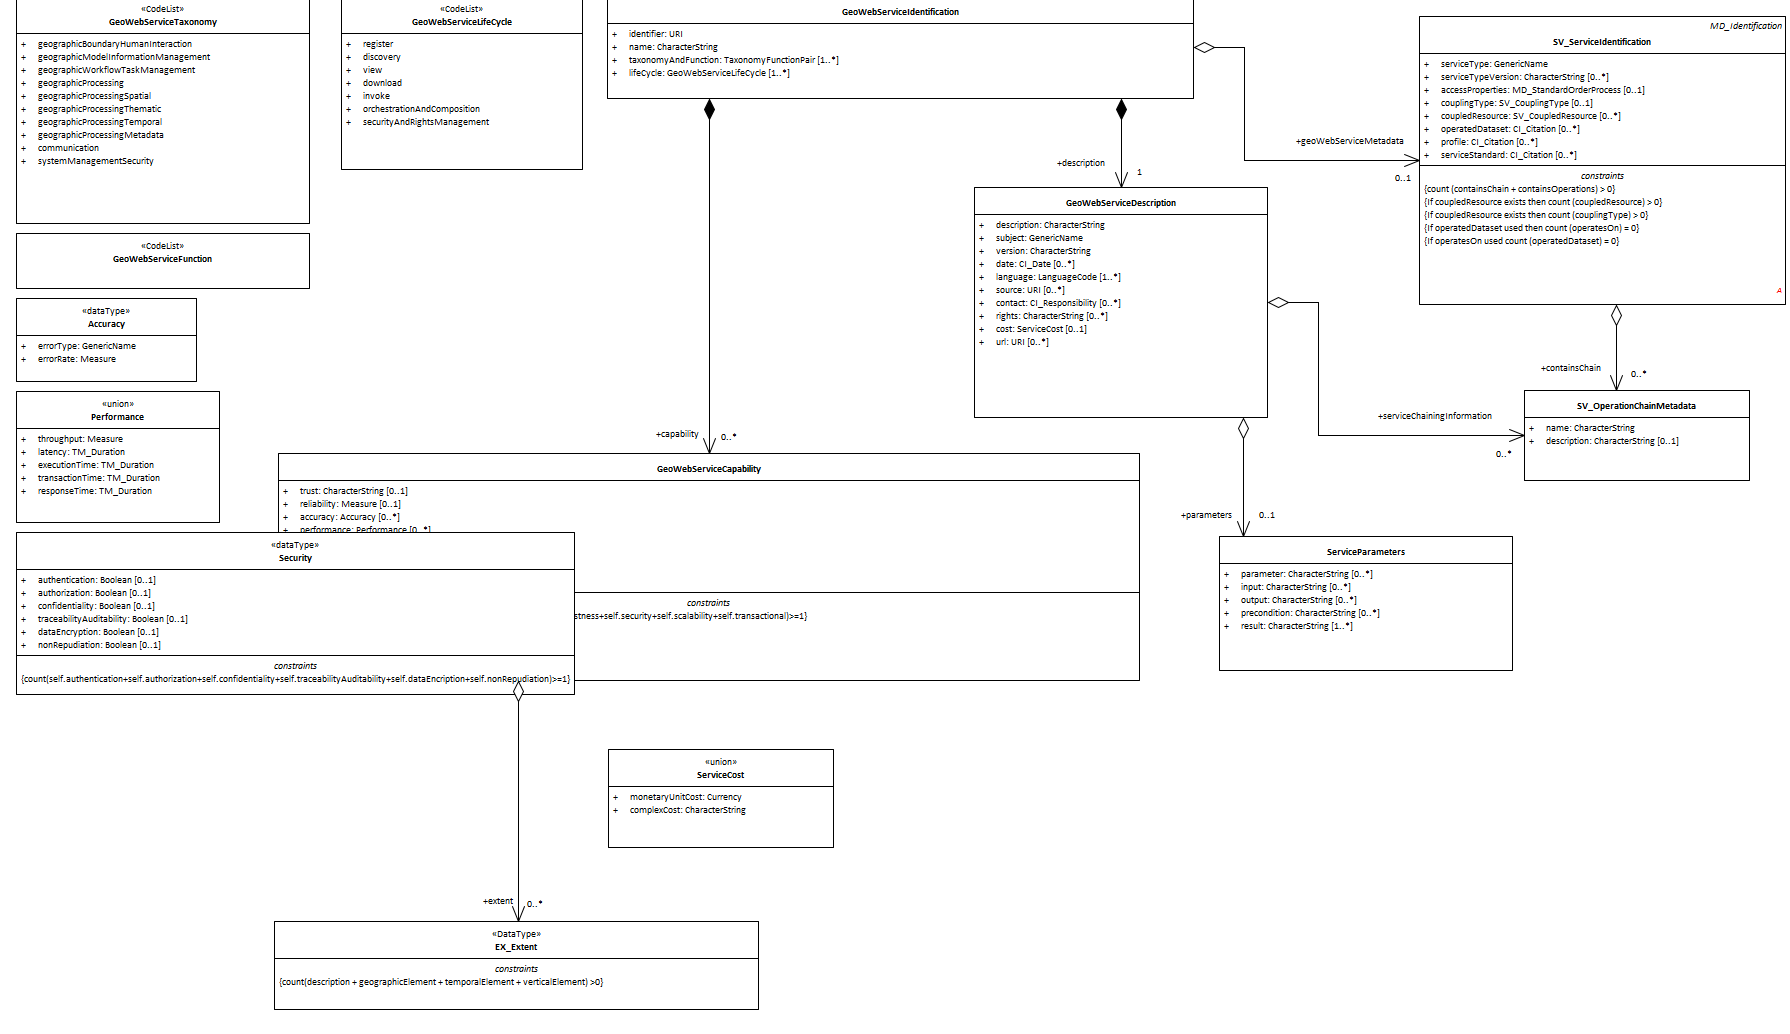 «CodeList»
GeoWebServiceTaxonomy
+ geographicBoundaryHumanInteraction
+ geographicModelInformationManagement
+ geographicWorkflowTaskManagement
+ geographicProcessing
+ geographicProcessingSpatial
+ geographicProcessingThematic
+ geographicProcessingTemporal
+ geographicProcessingMetadata
+ communication
+ systemManagementSecurity
«CodeList»
GeoWebServiceLifeCycle
+ register
+ discovery
+ view
+ download
+ invoke
+ orchestrationAndComposition
+ securityAndRightsManagement
GeoWebServiceIdentification
+ identifier: URI
+ name: CharacterString
+ taxonomyAndFunction: TaxonomyFunctionPair [1..*]
+ lifeCycle: GeoWebServiceLifeCycle [1..*]
MD_Identification
SV_ServiceIdentification
+ serviceType: GenericName
+ serviceTypeVersion: CharacterString [0..*]
+ accessProperties: MD_StandardOrderProcess [0..1]
+ couplingType: SV_CouplingType [0..1]
+ coupledResource: SV_CoupledResource [0..*]
+ operatedDataset: CI_Citation [0..*]
+ profile: CI_Citation [0..*]
+ serviceStandard: CI_Citation [0..*]
constraints
{count (containsChain + containsOperations) > 0}
{If coupledResource exists then count (coupledResource) > 0}
{If coupledResource exists then count (couplingType) > 0}
{If operatedDataset used then count (operatesOn) = 0}
{If operatesOn used count (operatedDataset) = 0}
A
+geoWebServiceMetadata
0..1
+description
1
«CodeList»
GeoWebServiceFunction
GeoWebServiceDescription
+ description: CharacterString
+ subject: GenericName
+ version: CharacterString
+ date: CI_Date [0..*]
+ language: LanguageCode [1..*]
+ source: URI [0..*]
+ contact: CI_Responsibility [0..*]
+ rights: CharacterString [0..*]
+ cost: ServiceCost [0..1]
+ url: URI [0..*]
«dataType»
Accuracy
+ errorType: GenericName
+ errorRate: Measure
+containsChain
0..*
+serviceChainingInformation
0..*
SV_OperationChainMetadata
+ name: CharacterString
+ description: CharacterString [0..1]
«union»
Performance
+ throughput: Measure
+ latency: TM_Duration
+ executionTime: TM_Duration
+ transactionTime: TM_Duration
+ responseTime: TM_Duration
+capability
0..*
GeoWebServiceCapability
+ trust: CharacterString [0..1]
+ reliability: Measure [0..1]
+ accuracy: Accuracy [0..*]
+ performance: Performance [0..*]
constraints
stness+self.security+self.scalability+self.transactional)>=1}
+parameters
0..1
ServiceParameters
+ parameter: CharacterString [0..*]
+ input: CharacterString [0..*]
+ output: CharacterString [0..*]
+ precondition: CharacterString [0..*]
+ result: CharacterString [1..*]
«dataType»
Security
+ authentication: Boolean [0..1]
+ authorization: Boolean [0..1]
+ confidentiality: Boolean [0..1]
+ traceabilityAuditability: Boolean [0..1]
+ dataEncryption: Boolean [0..1]
+ nonRepudiation: Boolean [0..1]
constraints
{count(self.authentication+self.authorization+self.confidentiality+self.traceabilityAuditability+self.dataEncription+self.nonRepudiation)>=1}
«union»
ServiceCost
+ monetaryUnitCost: Currency
+ complexCost: CharacterString
+extent
0..*
«DataType»
EX_Extent
constraints
{count(description + geographicElement + temporalElement + verticalElement) >0}